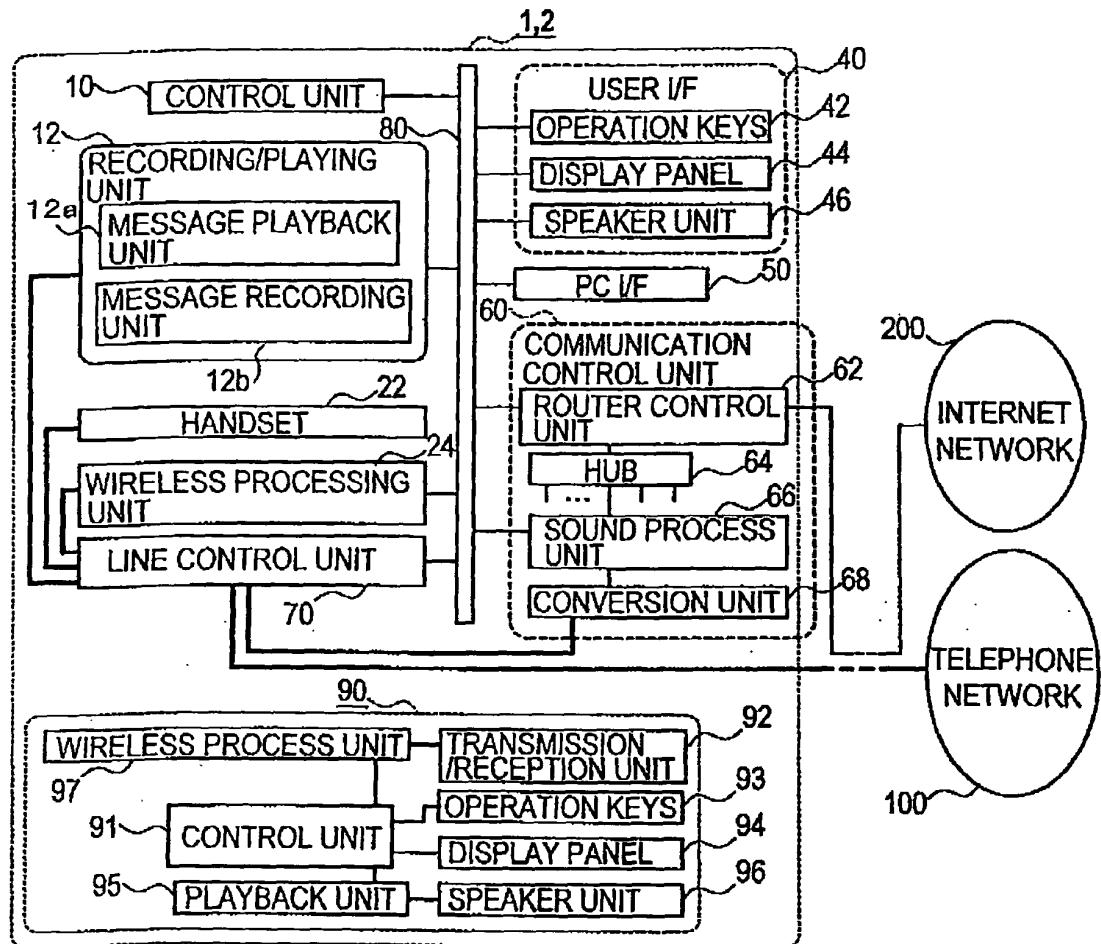 1,2
10
CONTROL UNIT
12
RECORDING/PLAYING
UNIT
12a
MESSAGE PLAYBACK
UNIT
MESSAGE RECORDING
UNIT
12b
22
HANDSET
24
WIRELESS PROCESSING
UNIT
LINE CONTROL UNIT
70
80
40
USER I/F
42
OPERATION KEYS
44
DISPLAY PANEL
46
SPEAKER UNIT
50
PC I/F
60
COMMUNICATION
CONTROL UNIT
62
ROUTER CONTROL
UNIT
HUB
64
...
66
SOUND PROCESS
UNIT
68
CONVERSION UNIT
200
INTERNET
NETWORK
TELEPHONE
NETWORK
100
90
WIRELESS PROCESS UNIT
97
92
TRANSMISSION
/RECEPTION UNIT
93
OPERATION KEYS
91
CONTROL UNIT
94
DISPLAY PANEL
95
PLAYBACK UNIT
96
SPEAKER UNIT